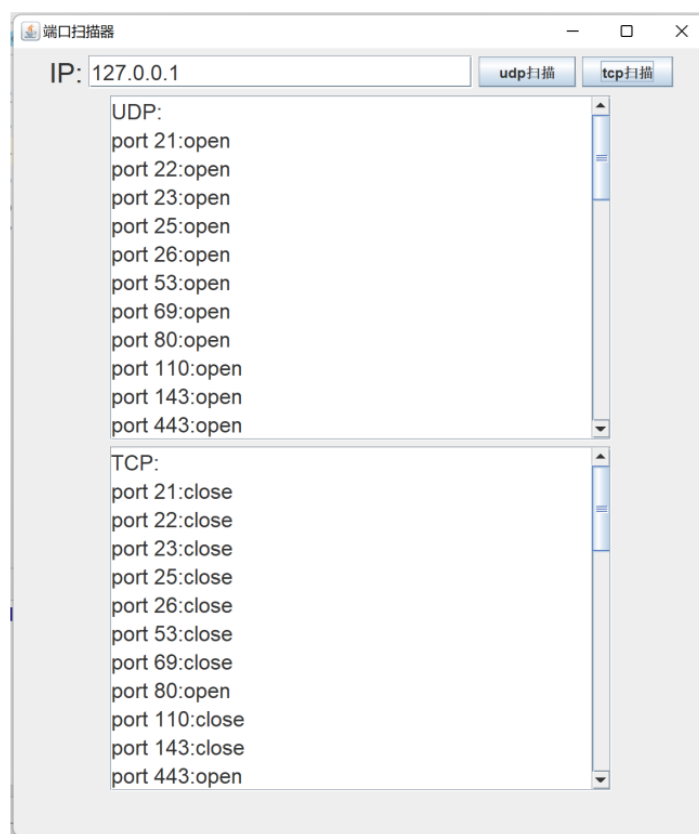 端口扫描器
IP: 127.0.0.1 udp扫描 tcp扫描
UDP:
port 21:open
port 22:open
port 23:open
port 25:open
port 26:open
port 53:open
port 69:open
port 80:open
port 110:open
port 143:open
port 443:open
TCP:
port 21:close
port 22:close
port 23:close
port 25:close
port 26:close
port 53:close
port 69:close
port 80:open
port 110:close
port 143:close
port 443:open